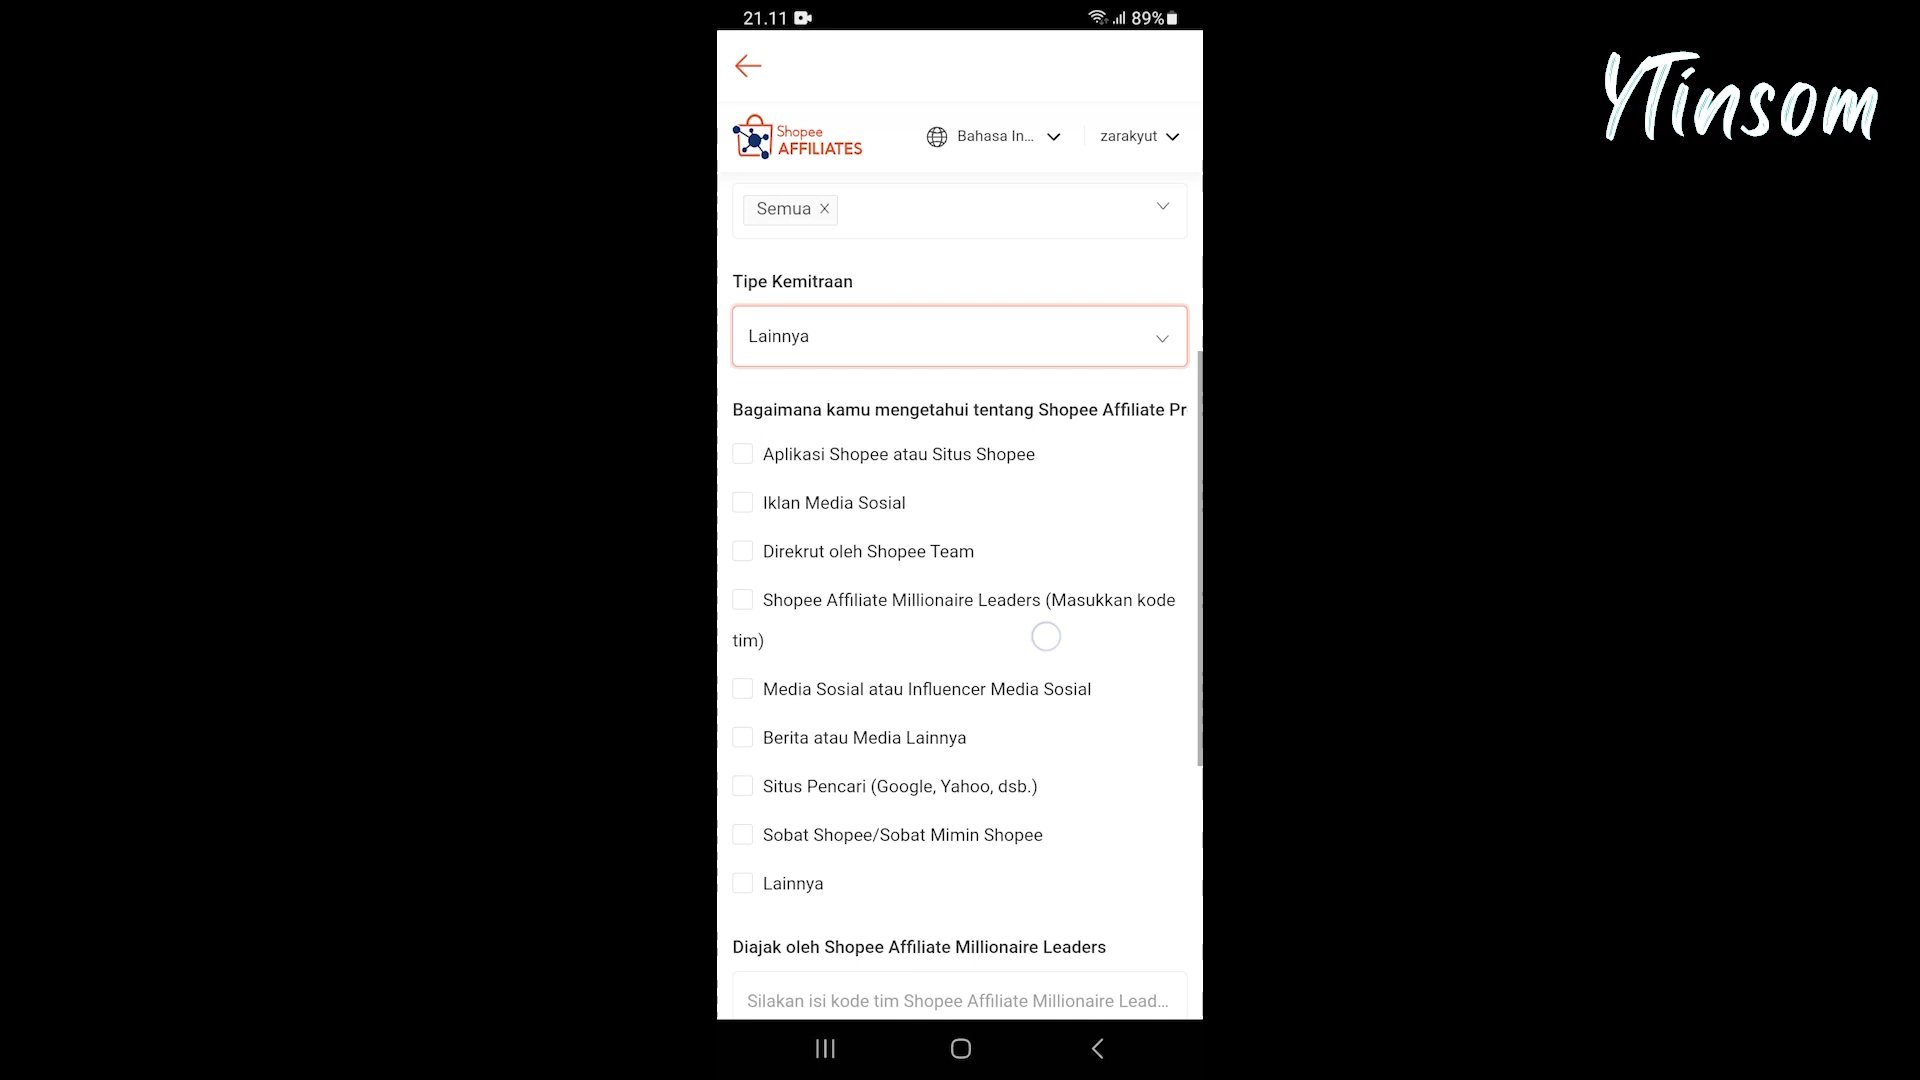 21.11
89%
YTinsom
Shopee
AFFILIATES
Bahasa In...
zarakyut
Semua
Tipe Kemitraan
Lainnya
Bagaimana kamu mengetahui tentang Shopee Affiliate Pr
Aplikasi Shopee atau Situs Shopee
Iklan Media Sosial
Direkrut oleh Shopee Team
Shopee Affiliate Millionaire Leaders (Masukkan kode
tim)
Media Sosial atau Influencer Media Sosial
Berita atau Media Lainnya
Situs Pencari (Google, Yahoo, dsb.)
Sobat Shopee/Sobat Mimin Shopee
Lainnya
Diajak oleh Shopee Affiliate Millionaire Leaders
Silakan isi kode tim Shopee Affiliate Millionaire Lead...